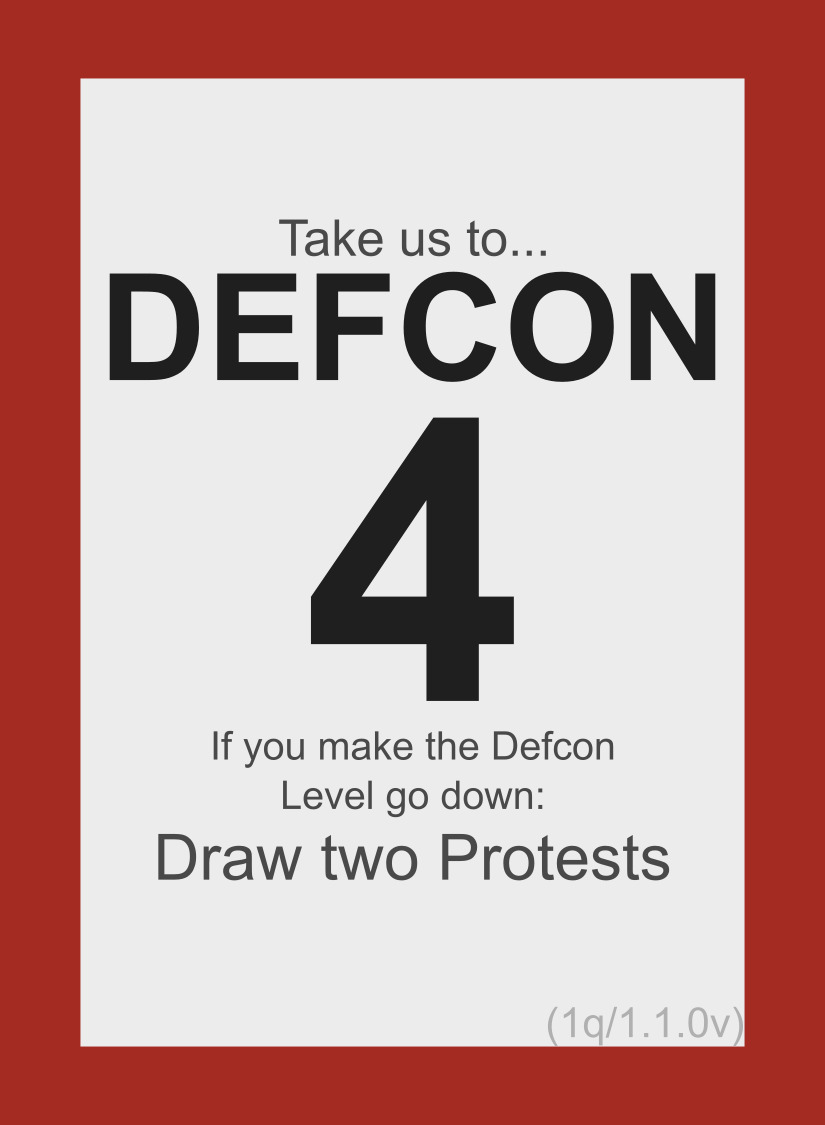 Take us to...
DEFCON
4
If you make the Defcon
Level go down:
Draw two Protests
(1q/1.1.0v)